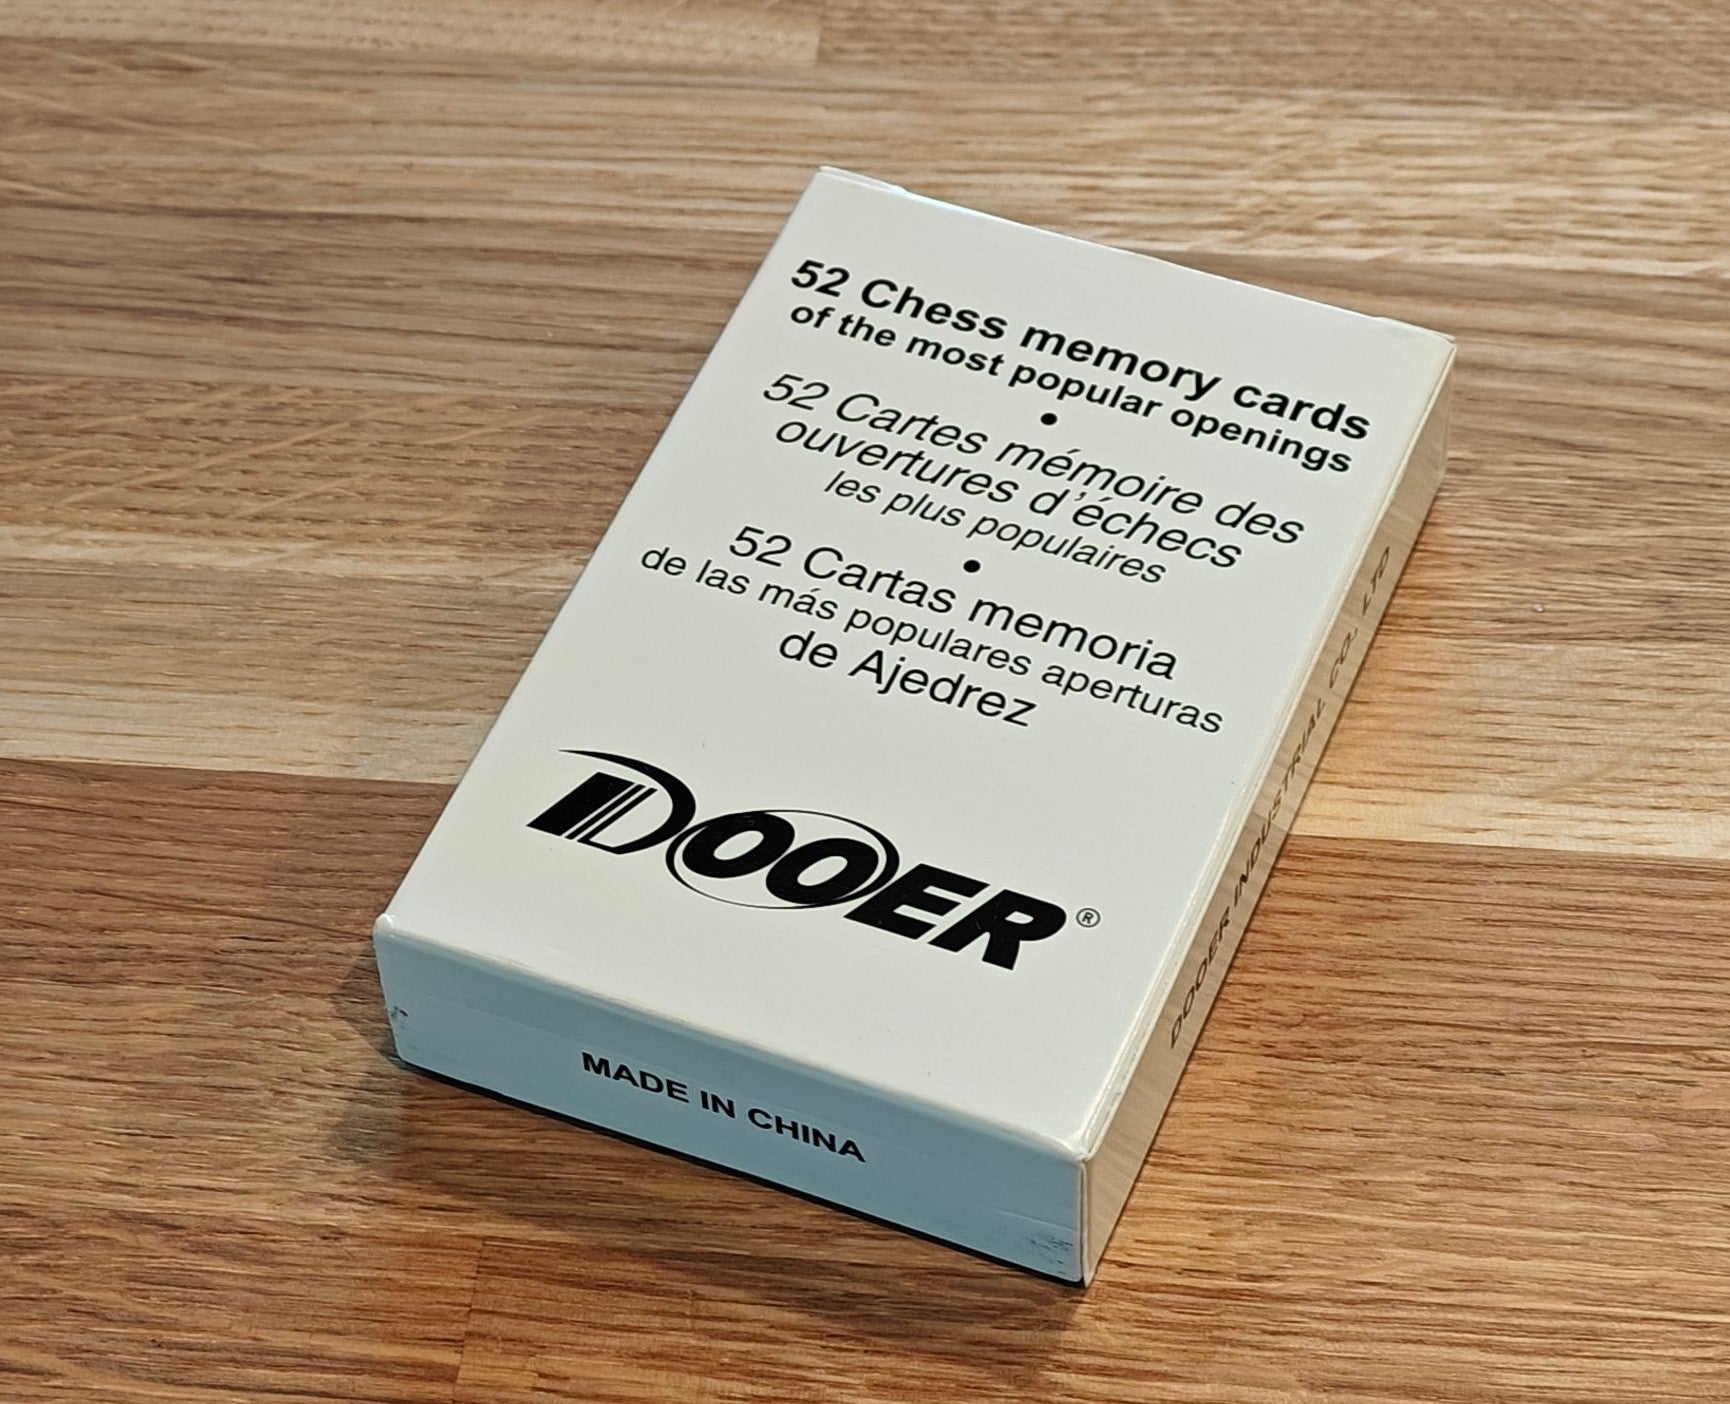 52 Chess memory cards
of the most popular openings
•
52 Cartes mémoire des
ouvertures d'échecs
les plus populaires
•
52 Cartas memoria
de las más populares aperturas
de Ajedrez
DOOER®
MADE IN CHINA
DOOER INDUSTRIAL CO., LTD